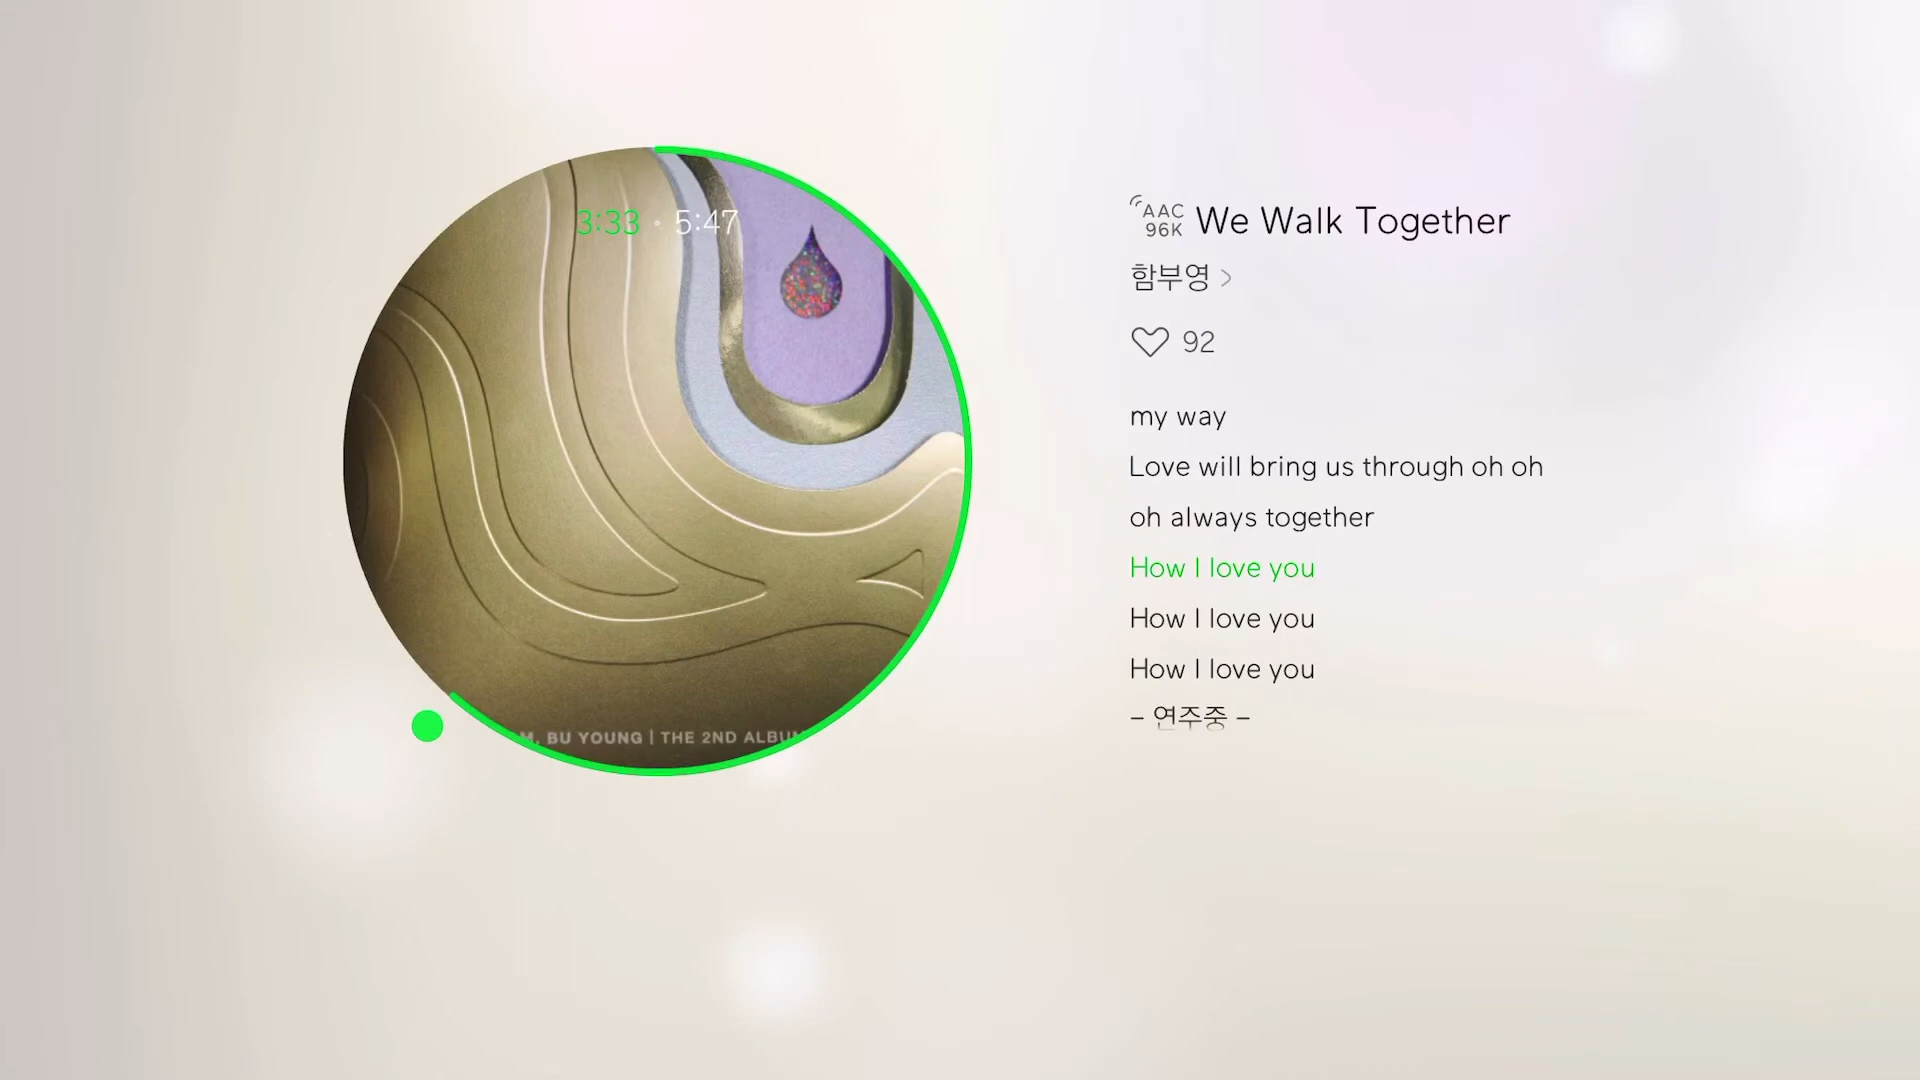 3:33 · 5:47
BU YOUNG | THE 2ND ALBUM
AAC
96K
We Walk Together
함부영 >
92
my way
Love will bring us through oh oh
oh always together
How I love you
How I love you
How I love you
– 연주중 –